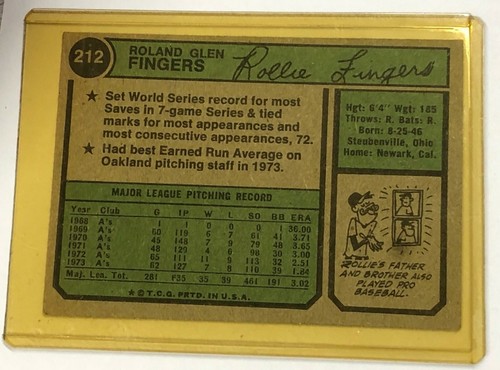 212
ROLAND GLEN
FINGERS
Rollie Fingers
★ Set World Series record for most
Saves in 7-game Series & tied
marks for most appearances and
most consecutive appearances, 72.
★ Had best Earned Run Average on
Oakland pitching staff in 1973.
Hgt: 6'4" Wgt: 185
Throws: R. Bats: R.
Born: 8-25-46
Steubenville, Ohio
Home: Newark, Cal.
MAJOR LEAGUE PITCHING RECORD
Year Club G IP W L SO BB ERA
1968 A's 1 1 0 0 0 1 36.00
1969 A's 60 119 6 7 61 41 3.71
1970 A's 45 148 7 9 79 48 3.65
1971 A's 48 129 4 6 98 30 3.00
1972 A's 65 111 11 9 113 32 2.51
1973 A's 62 127 7 8 110 39 1.84
Maj. Lea. Tot. 281 635 35 39 461 191 3.02
★ © T.C.G. PRTD. IN U.S.A.
ROLLIE'S FATHER
AND BROTHER ALSO
PLAYED PRO
BASEBALL.